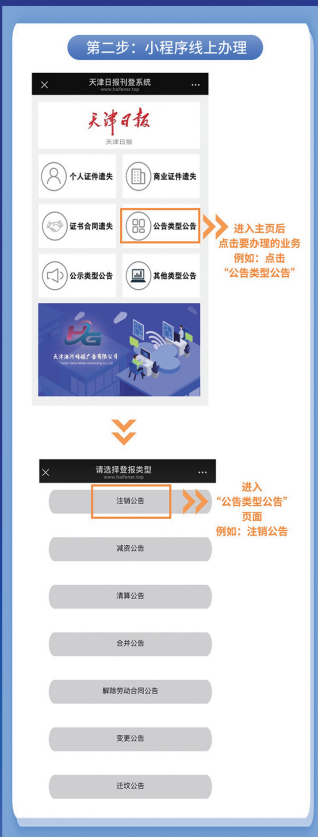 第二步：小程序线上办理
天津日报刊登系统
www.haifener.top
天津日报
天津日报
个人证件遗失
商业证件遗失
证书合同遗失
公告类型公告
进入主页后
点击要办理的业务
例如：点击
“公告类型公告”
公示类型公告
其他类型公告
天津海河传媒广告有限公司
请选择登报类型
www.haifener.top
注销公告
进入
“公告类型公告”
页面
例如：注销公告
减资公告
清算公告
合并公告
解除劳动合同公告
变更公告
迁坟公告